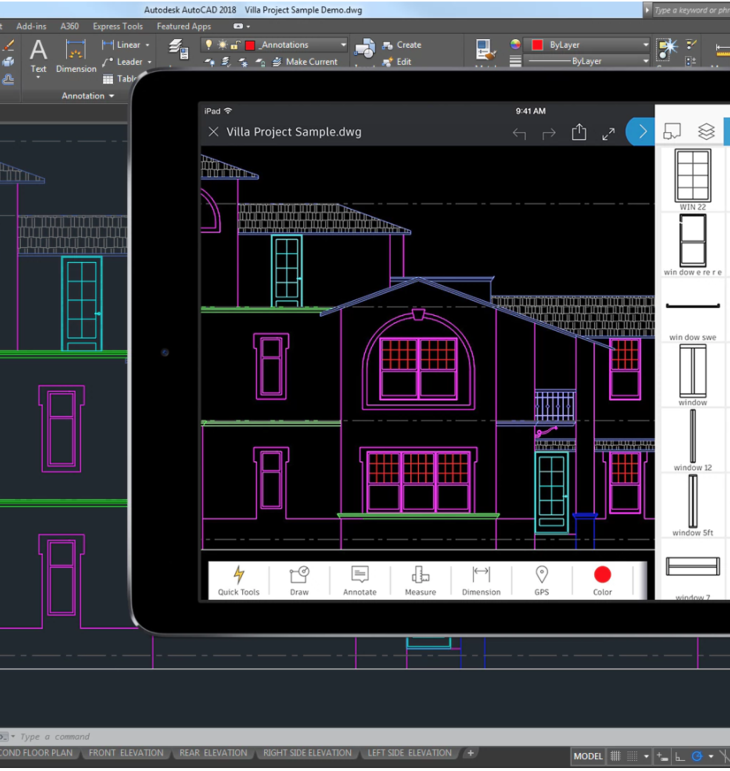 Autodesk AutoCAD 2018 Villa Project Sample Demo.dwg
Type a keyword or phr
Add-ins A360 Express Tools Featured Apps
Text
Dimension
Linear
Leader
Table
Annotation
_Annotations
Make Current
Create
Edit
ByLayer
ByLayer
iPad 9:41 AM
Villa Project Sample.dwg
WIN 22
win dow e re r e
win dow swe
window
window 12
window 5ft
window 7
Quick Tools Draw Annotate Measure Dimension GPS Color
Type a command
COND FLOOR PLAN FRONT ELEVATION REAR ELEVATION RIGHT SIDE ELEVATION LEFT SIDE ELEVATION +
MODEL